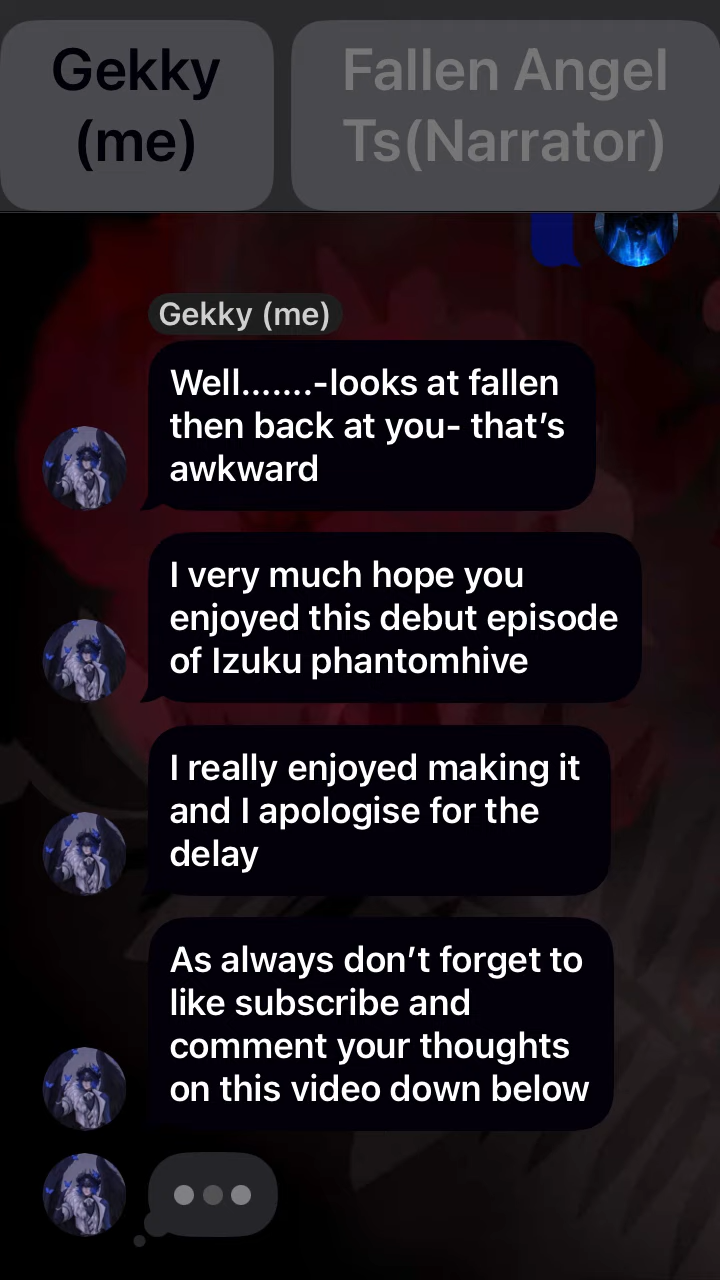 Gekky
(me)
Fallen Angel
Ts(Narrator)
Gekky (me)
Well.......-looks at fallen
then back at you- that’s
awkward
I very much hope you
enjoyed this debut episode
of Izuku phantomhive
I really enjoyed making it
and I apologise for the
delay
As always don’t forget to
like subscribe and
comment your thoughts
on this video down below